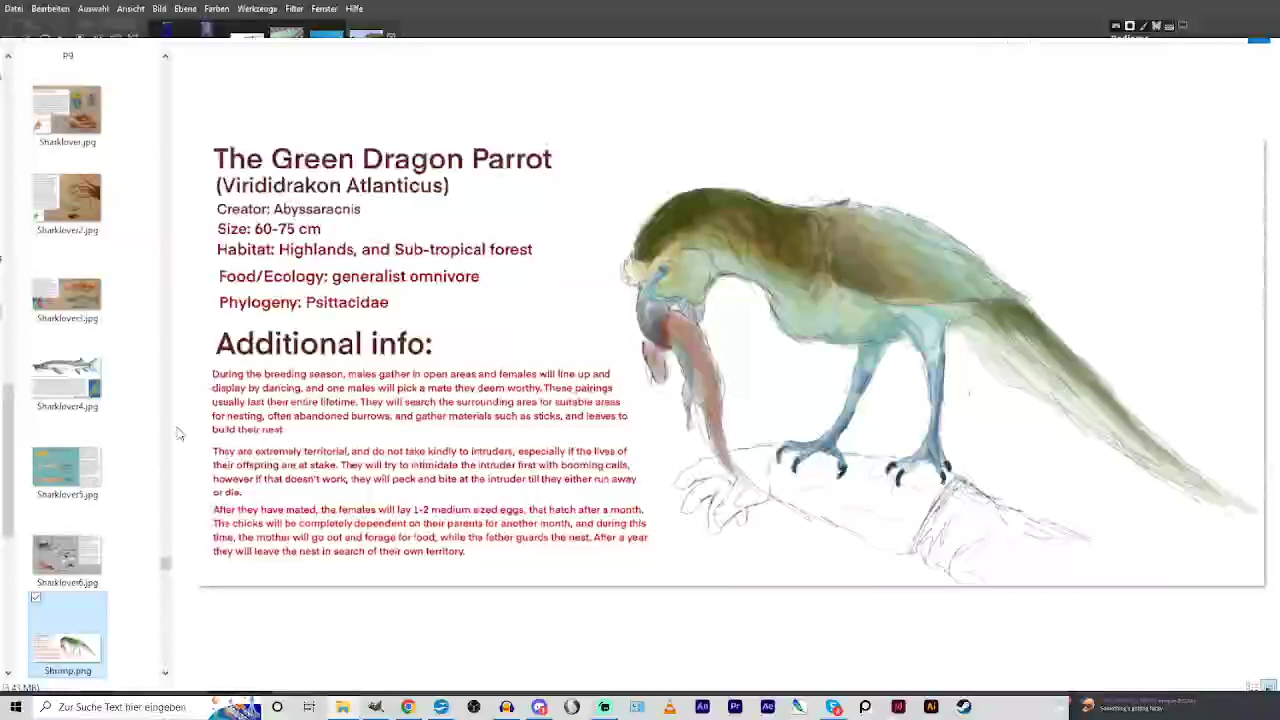 Datei Bearbeiten Auswahl Ansicht Bild Ebene Farben Werkzeuge Filter Fenster Hilfe
pg
Sharklover.jpg
Sharklover2.jpg
Sharklover3.jpg
Sharklover4.jpg
Sharklover5.jpg
Sharklover6.jpg
Shump.png
The Green Dragon Parrot
(Virididrakon Atlanticus)
Creator: Abyssaracnis
Size: 60-75 cm
Habitat: Highlands, and Sub-tropical forest
Food/Ecology: generalist omnivore
Phylogeny: Psittacidae
Additional info:
During the breeding season, males gather in open areas and females will line up and
display by dancing, and one males will pick a mate they deem worthy. These pairings
usually last their entire lifetime. They will search the surrounding area for suitable areas
for nesting, often abandoned burrows, and gather materials such as sticks, and leaves to
build their nest
They are extremely territorial, and do not take kindly to intruders, especially if the lives of
their offspring are at stake. They will try to intimidate the intruder first with booming calls,
however if that doesn't work, they will peck and bite at the intruder till they either run away
or die.
After they have mated, the females will lay 1-2 medium sized eggs, that hatch after a month.
The chicks will be completely dependent on their parents for another month, and during this
time, the mother will go out and forage for food, while the father guards the nest. After a year
they will leave the nest in search of their own territory.
Zur Suche Text hier eingeben
An Pr Ae Id Ai
Something's getting heavy